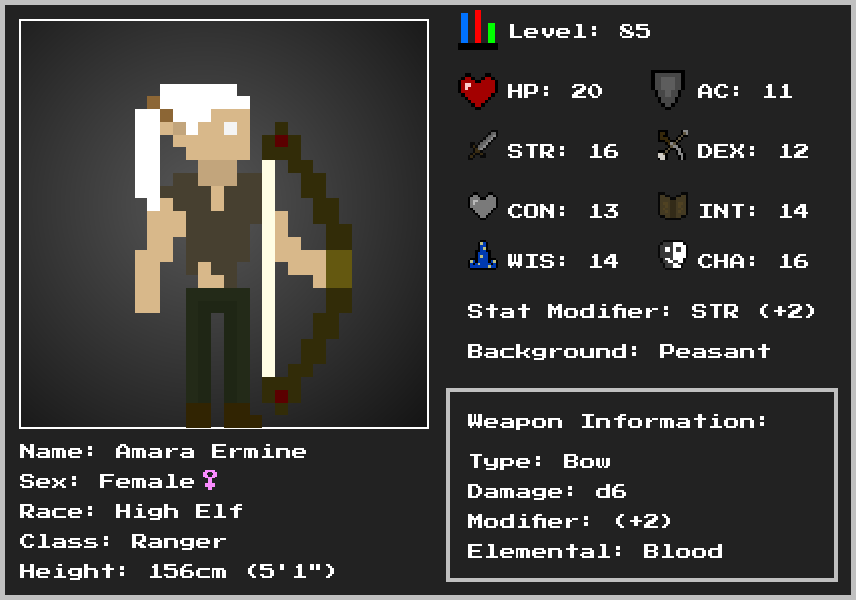 Level: 85
HP: 20
AC: 11
STR: 16
DEX: 12
CON: 13
INT: 14
WIS: 14
CHA: 16
Stat Modifier: STR (+2)
Background: Peasant
Weapon Information:
Type: Bow
Damage: d6
Modifier: (+2)
Elemental: Blood
Name: Amara Ermine
Sex: Female♀
Race: High Elf
Class: Ranger
Height: 156cm (5'1")